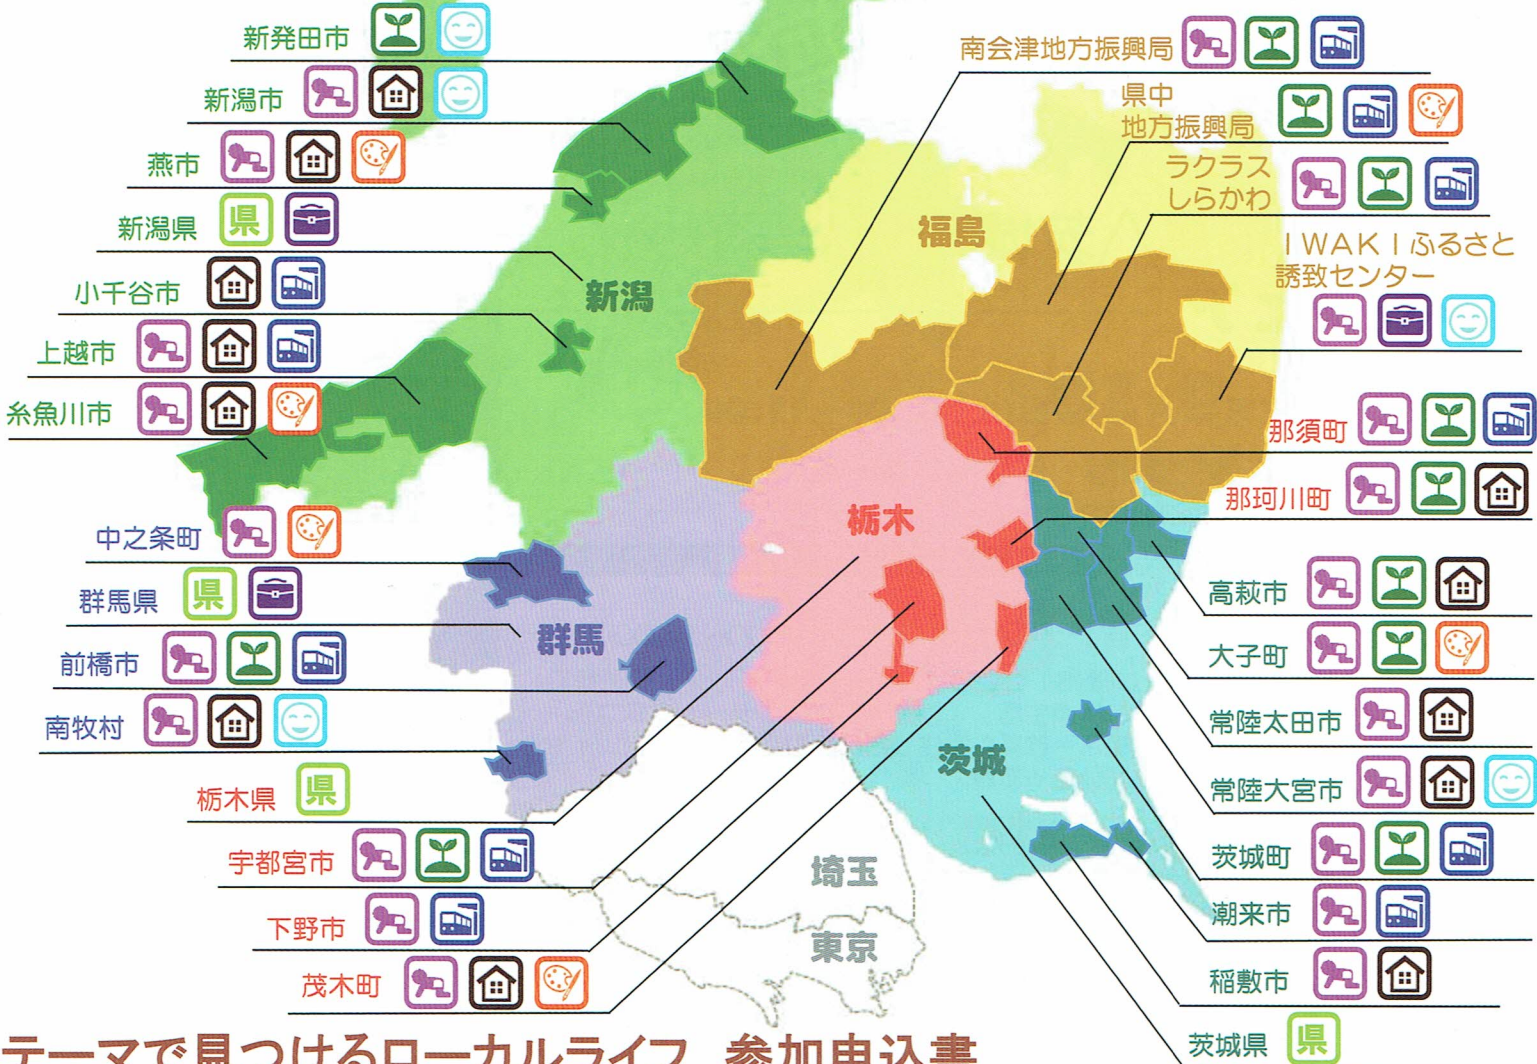 新発田市
新潟市
燕市
新潟県 県
小千谷市
上越市
糸魚川市
中之条町
群馬県 県
前橋市
南牧村
栃木県 県
宇都宮市
下野市
茂木町
新潟
福島
栃木
群馬
茨城
埼玉
東京
南会津地方振興局
県中
地方振興局
ラクラス
しらかわ
IWAKIふるさと
誘致センター
那須町
那珂川町
高萩市
大子町
常陸太田市
常陸大宮市
茨城町
潮来市
稲敷市
茨城県 県
テーマで見つけるローカルライフ 参加申込書